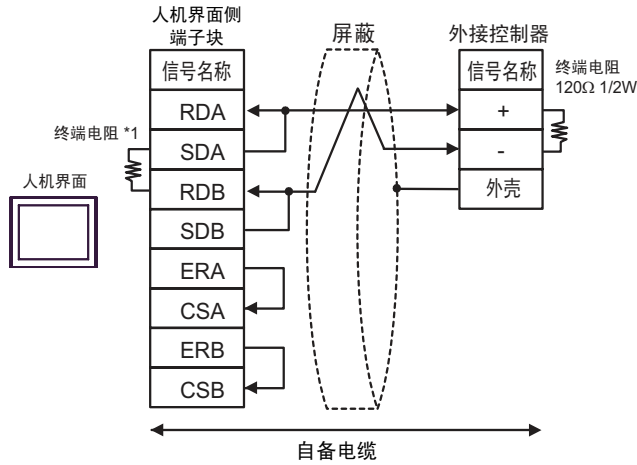 人机界面侧
端子块
屏蔽
外接控制器
信号名称
信号名称
终端电阻
120Ω 1/2W
RDA
+
终端电阻 *1
SDA
-
人机界面
RDB
外壳
SDB
ERA
CSA
ERB
CSB
自备电缆